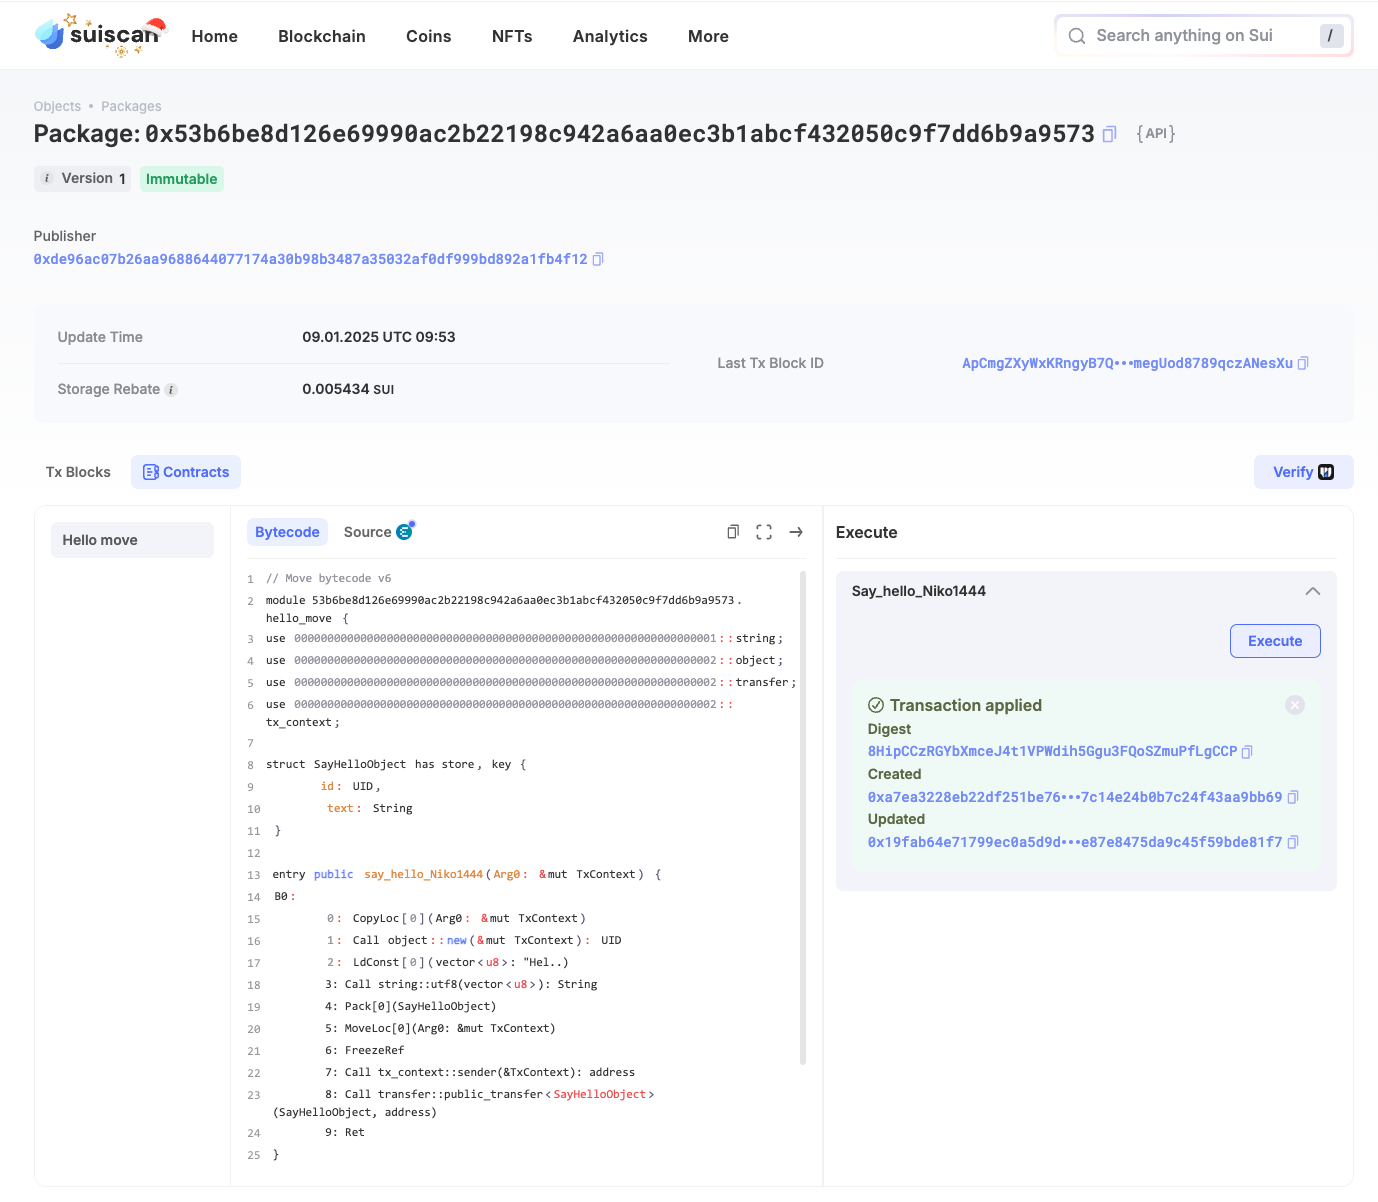 suiscan
Home
Blockchain
Coins
NFTs
Analytics
More
Search anything on Sui
/
Objects • Packages
Package: 0x53b6be8d126e69990ac2b22198c942a6aa0ec3b1abcf432050c9f7dd6b9a9573
{API}
i Version 1
Immutable
Publisher
0xde96ac07b26aa9688644077174a30b98b3487a35032af0df999bd892a1fb4f12
Update Time
09.01.2025 UTC 09:53
Storage Rebate i
0.005434 SUI
Last Tx Block ID
ApCmgZXyWxKRngyB7Q•••megUod8789qczANesXu
Tx Blocks
Contracts
Verify
Hello move
Bytecode
Source
1 // Move bytecode v6
2 module 53b6be8d126e69990ac2b22198c942a6aa0ec3b1abcf432050c9f7dd6b9a9573.
hello_move {
3 use 0000000000000000000000000000000000000000000000000000000000000001::string;
4 use 0000000000000000000000000000000000000000000000000000000000000002::object;
5 use 0000000000000000000000000000000000000000000000000000000000000002::transfer;
6 use 0000000000000000000000000000000000000000000000000000000000000002::
tx_context;
7
8 struct SayHelloObject has store, key {
9 id: UID,
10 text: String
11 }
12
13 entry public say_hello_Niko1444(Arg0: &mut TxContext) {
14 B0:
15 0: CopyLoc[0](Arg0: &mut TxContext)
16 1: Call object::new(&mut TxContext): UID
17 2: LdConst[0](vector<u8>: "Hel..)
18 3: Call string::utf8(vector<u8>): String
19 4: Pack[0](SayHelloObject)
20 5: MoveLoc[0](Arg0: &mut TxContext)
21 6: FreezeRef
22 7: Call tx_context::sender(&TxContext): address
23 8: Call transfer::public_transfer<SayHelloObject>
(SayHelloObject, address)
24 9: Ret
25 }
Execute
Say_hello_Niko1444
Execute
Transaction applied
Digest
8HipCCzRGYbXmceJ4t1VPWdih5Ggu3FQoSZmuPfLgCCP
Created
0xa7ea3228eb22df251be76•••7c14e24b0b7c24f43aa9bb69
Updated
0x19fab64e71799ec0a5d9d•••e87e8475da9c45f59bde81f7